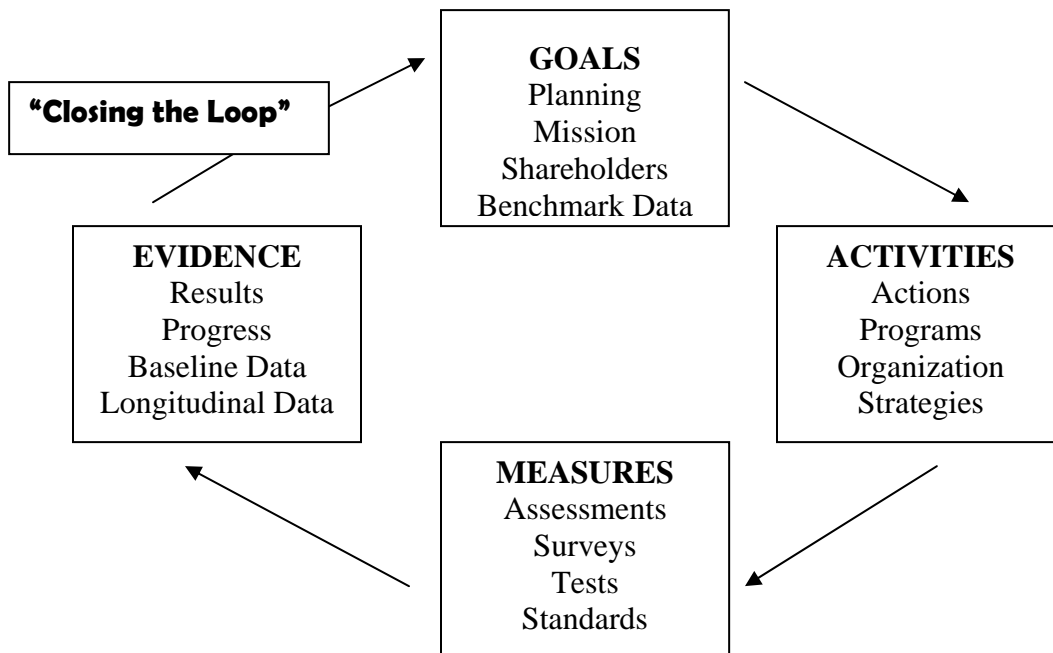 GOALS
Planning
Mission
Shareholders
Benchmark Data
“Closing the Loop”
EVIDENCE
Results
Progress
Baseline Data
Longitudinal Data
ACTIVITIES
Actions
Programs
Organization
Strategies
MEASURES
Assessments
Surveys
Tests
Standards